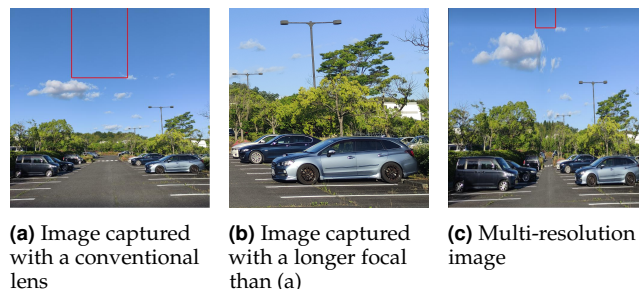 (a) Image captured
with a conventional
lens
(b) Image captured
with a longer focal
than (a)
(c) Multi-resolution
image